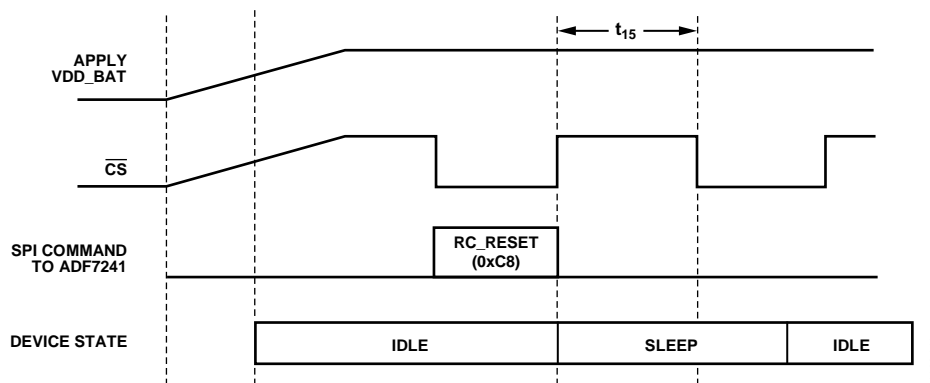 t15
APPLY
VDD_BAT
CS
SPI COMMAND
TO ADF7241
RC_RESET
(0xC8)
DEVICE STATE
IDLE
SLEEP
IDLE